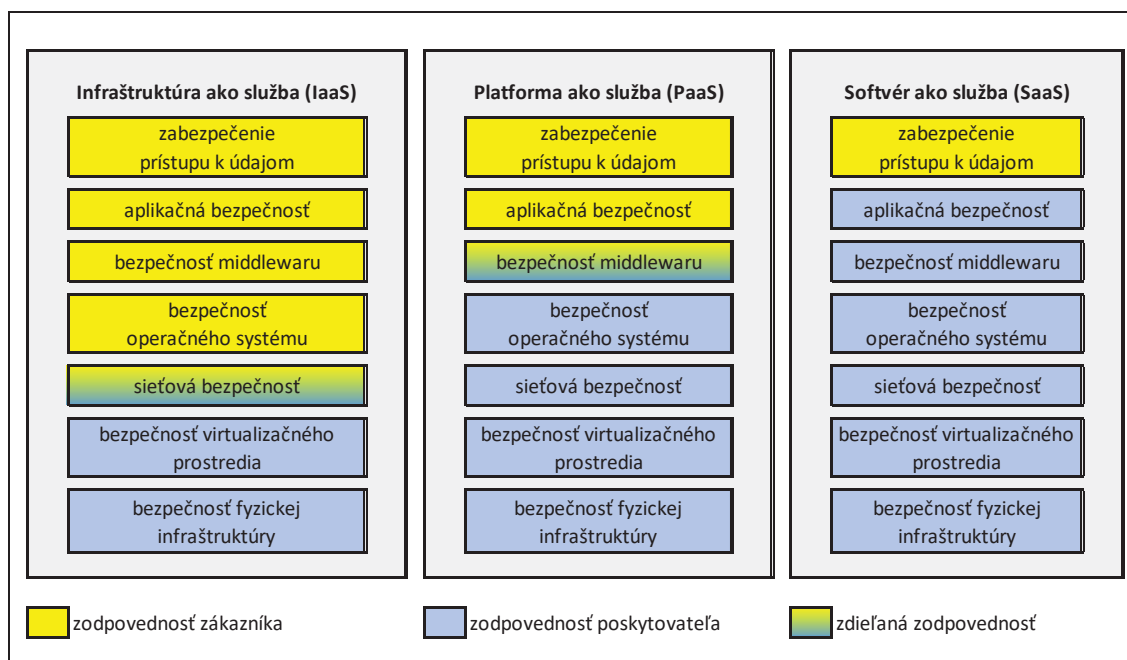 Infraštruktúra ako služba (IaaS)
zabezpečenie
prístupu k údajom
aplikačná bezpečnosť
bezpečnosť middlewaru
bezpečnosť
operačného systému
sieťová bezpečnosť
bezpečnosť virtualizačného
prostredia
bezpečnosť fyzickej
infraštruktúry
Platforma ako služba (PaaS)
zabezpečenie
prístupu k údajom
aplikačná bezpečnosť
bezpečnosť middlewaru
bezpečnosť
operačného systému
sieťová bezpečnosť
bezpečnosť virtualizačného
prostredia
bezpečnosť fyzickej
infraštruktúry
Softvér ako služba (SaaS)
zabezpečenie
prístupu k údajom
aplikačná bezpečnosť
bezpečnosť middlewaru
bezpečnosť
operačného systému
sieťová bezpečnosť
bezpečnosť virtualizačného
prostredia
bezpečnosť fyzickej
infraštruktúry
zodpovednosť zákazníka
zodpovednosť poskytovateľa
zdieľaná zodpovednosť